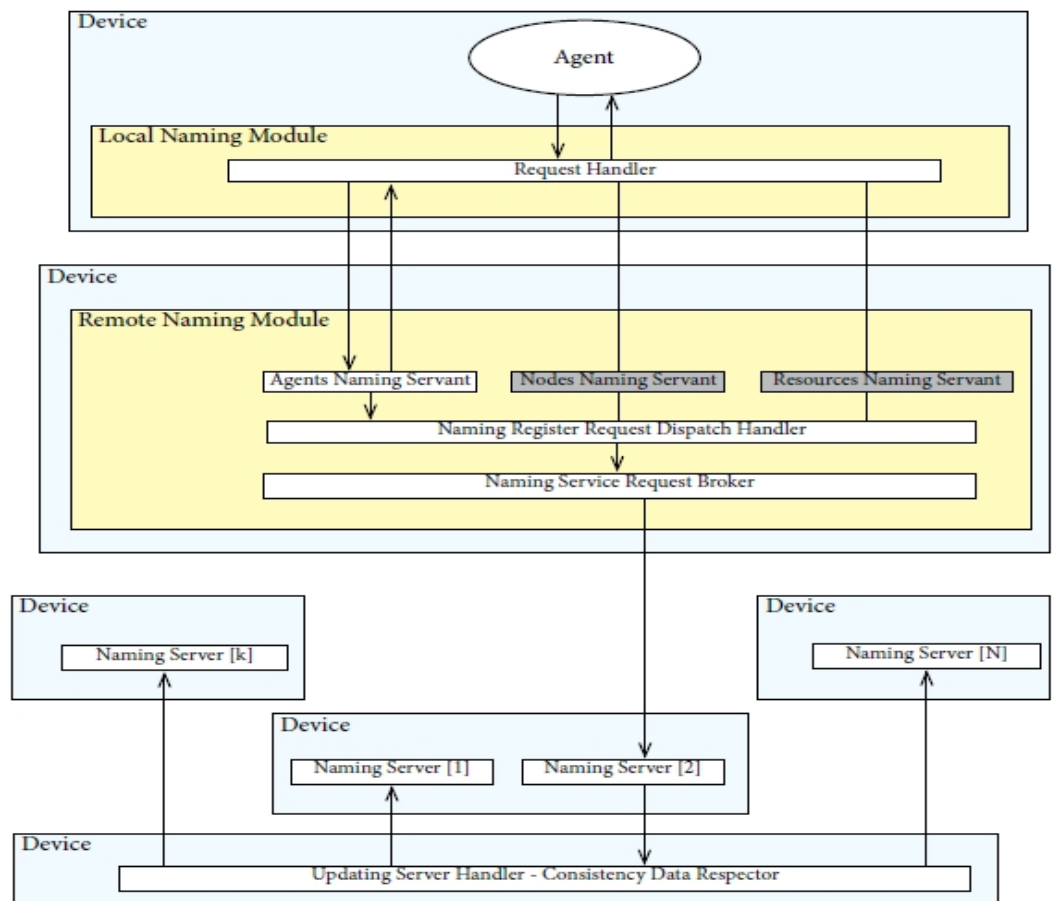 Device
Agent
Local Naming Module
Request Handler
Device
Remote Naming Module
Agents Naming Servant
Nodes Naming Servant
Resources Naming Servant
Naming Register Request Dispatch Handler
Naming Service Request Broker
Device
Naming Server [k]
Device
Naming Server [N]
Device
Naming Server [1]
Naming Server [2]
Device
Updating Server Handler - Consistency Data Respector